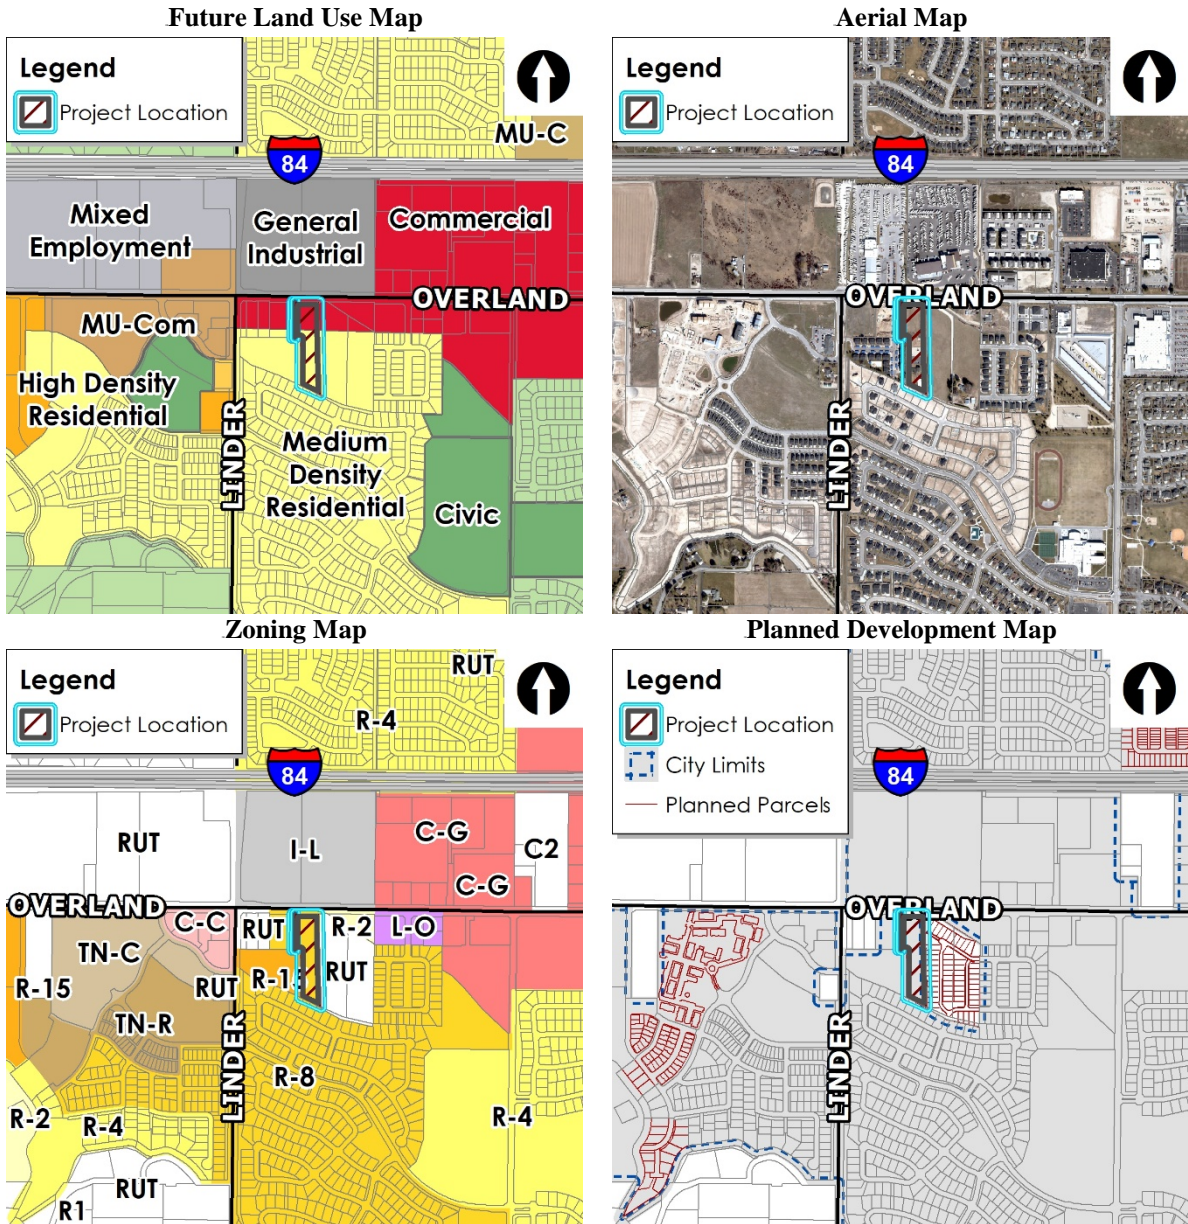 Future Land Use Map
Legend
Project Location
MU-C
84
Mixed
Employment
General
Industrial
Commercial
OVERLAND
MU-Com
High Density
Residential
LINDER
Medium
Density
Residential
Civic
Aerial Map
Legend
Project Location
84
OVERLAND
LINDER
Zoning Map
Legend
Project Location
RUT
R-4
84
RUT
I-L
C-G
C2
C-G
OVERLAND
C-C
RUT
R-2
L-O
TN-C
R-15
RUT
R-15
RUT
TN-R
LINDER
R-8
R-2
R-4
R-4
RUT
R1
Planned Development Map
Legend
Project Location
City Limits
Planned Parcels
84
OVERLAND
LINDER